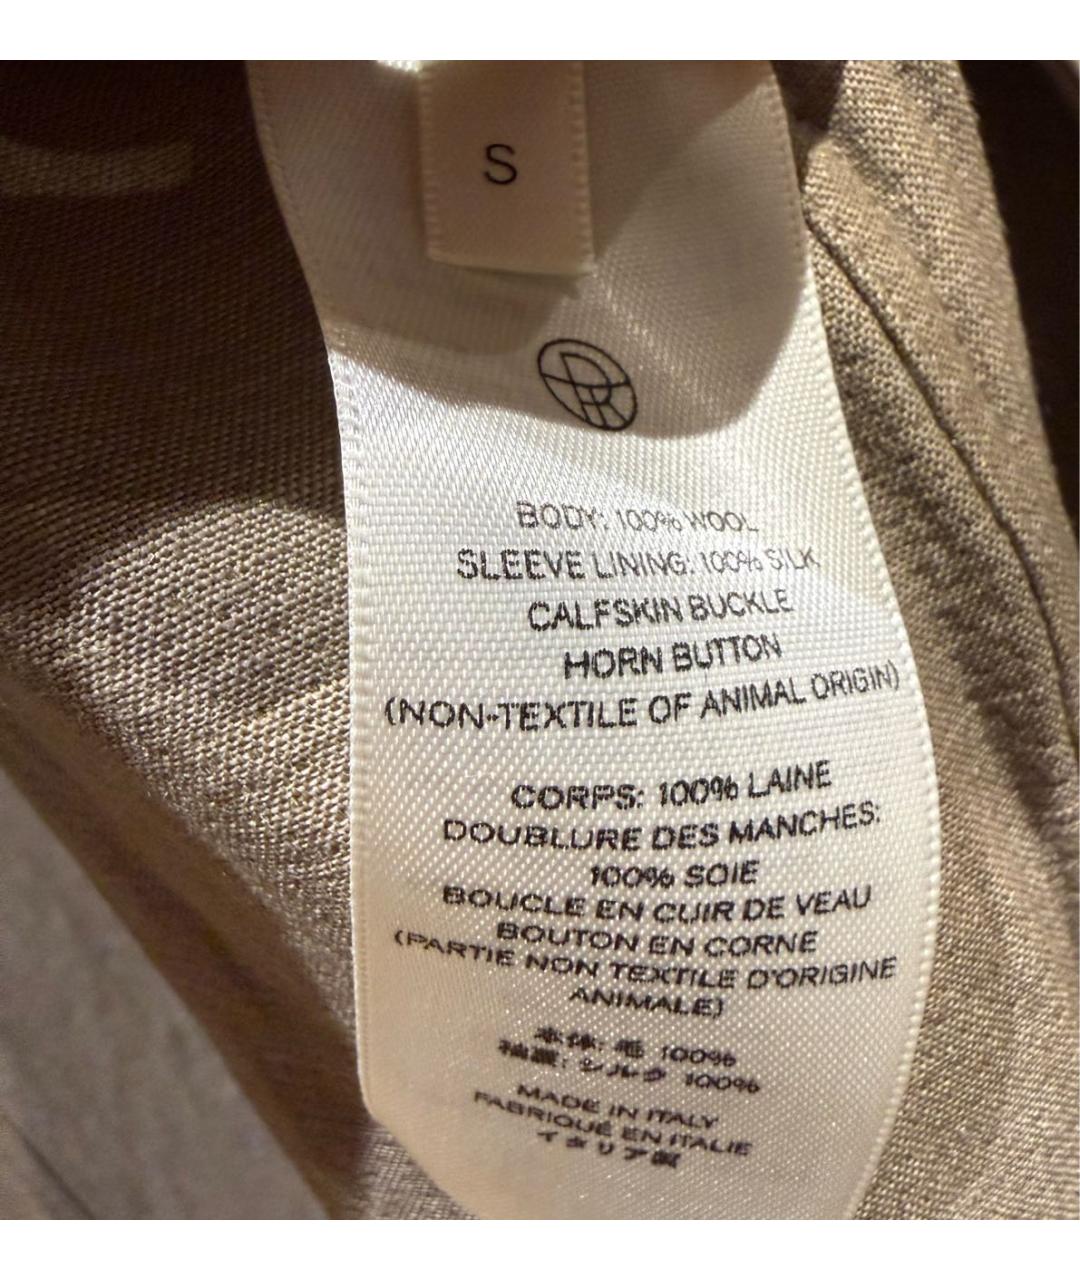 S
BODY: 100% WOOL
SLEEVE LINING: 100% SILK
CALFSKIN BUCKLE
HORN BUTTON
(NON-TEXTILE OF ANIMAL ORIGIN)
CORPS: 100% LAINE
DOUBLURE DES MANCHES:
100% SOIE
BOUCLE EN CUIR DE VEAU
BOUTON EN CORNE
(PARTIE NON TEXTILE D'ORIGINE
ANIMALE)
本体: 毛 100%
袖裏: シルク 100%
MADE IN ITALY
FABRIQUÉ EN ITALIE
イタリア製